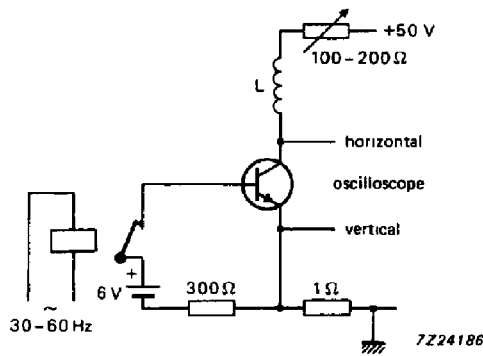 +50 V
100-200Ω
L
horizontal
oscilloscope
vertical
+
6 V
300Ω
1Ω
~
30-60 Hz
7Z24186